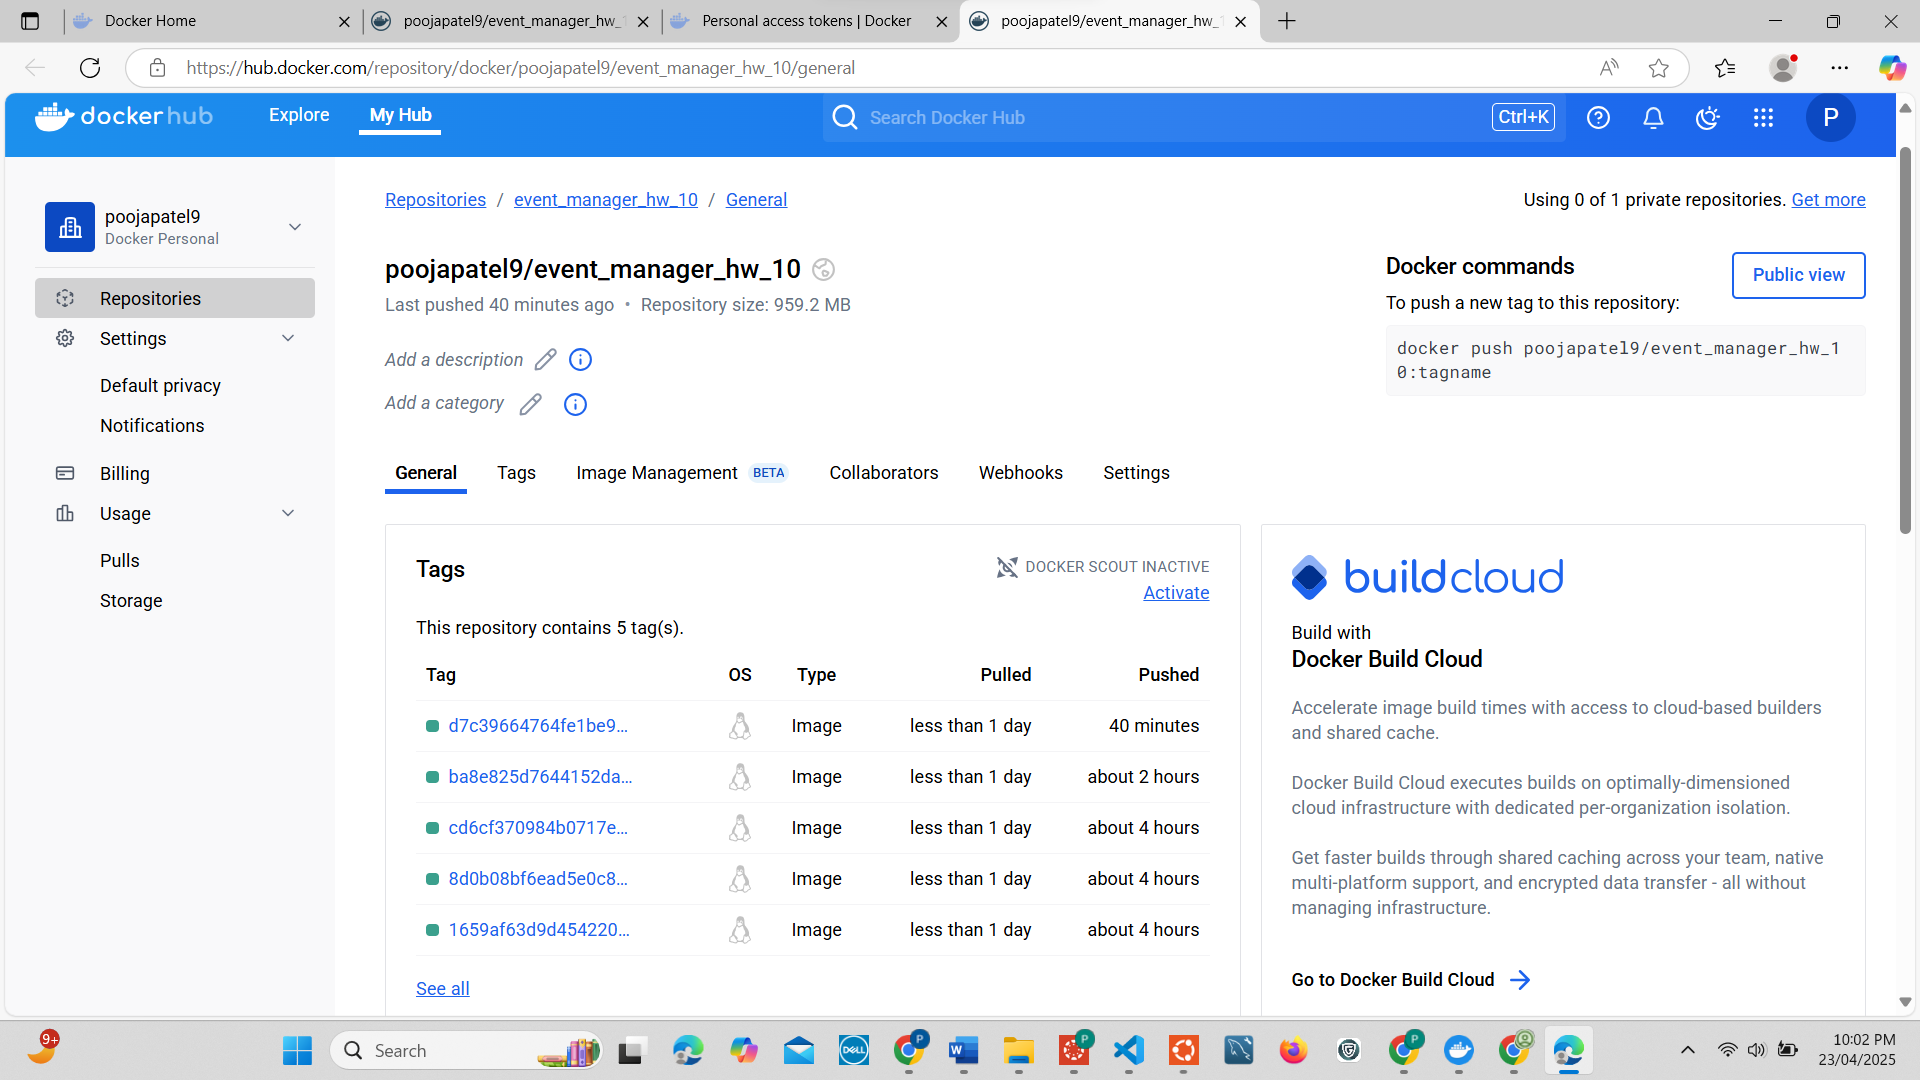 Docker Home
poojapatel9/event_manager_hw_1
Personal access tokens | Docker
poojapatel9/event_manager_hw_1
https://hub.docker.com/repository/docker/poojapatel9/event_manager_hw_10/general
dockerhub
Explore
My Hub
Search Docker Hub
Ctrl+K
P
poojapatel9
Docker Personal
Repositories
Settings
Default privacy
Notifications
Billing
Usage
Pulls
Storage
Repositories / event_manager_hw_10 / General
Using 0 of 1 private repositories. Get more
poojapatel9/event_manager_hw_10
Last pushed 40 minutes ago • Repository size: 959.2 MB
Add a description
Add a category
Docker commands
Public view
To push a new tag to this repository:
docker push poojapatel9/event_manager_hw_1
0:tagname
General
Tags
Image Management BETA
Collaborators
Webhooks
Settings
Tags
DOCKER SCOUT INACTIVE
Activate
This repository contains 5 tag(s).
Tag OS Type Pulled Pushed
d7c39664764fe1be9... Image less than 1 day 40 minutes
ba8e825d7644152da... Image less than 1 day about 2 hours
cd6cf370984b0717e... Image less than 1 day about 4 hours
8d0b08bf6ead5e0c8... Image less than 1 day about 4 hours
1659af63d9d454220... Image less than 1 day about 4 hours
See all
buildcloud
Build with
Docker Build Cloud
Accelerate image build times with access to cloud-based builders
and shared cache.
Docker Build Cloud executes builds on optimally-dimensioned
cloud infrastructure with dedicated per-organization isolation.
Get faster builds through shared caching across your team, native
multi-platform support, and encrypted data transfer - all without
managing infrastructure.
Go to Docker Build Cloud
9+
Search
DELL
P
W
P
P
10:02 PM
23/04/2025